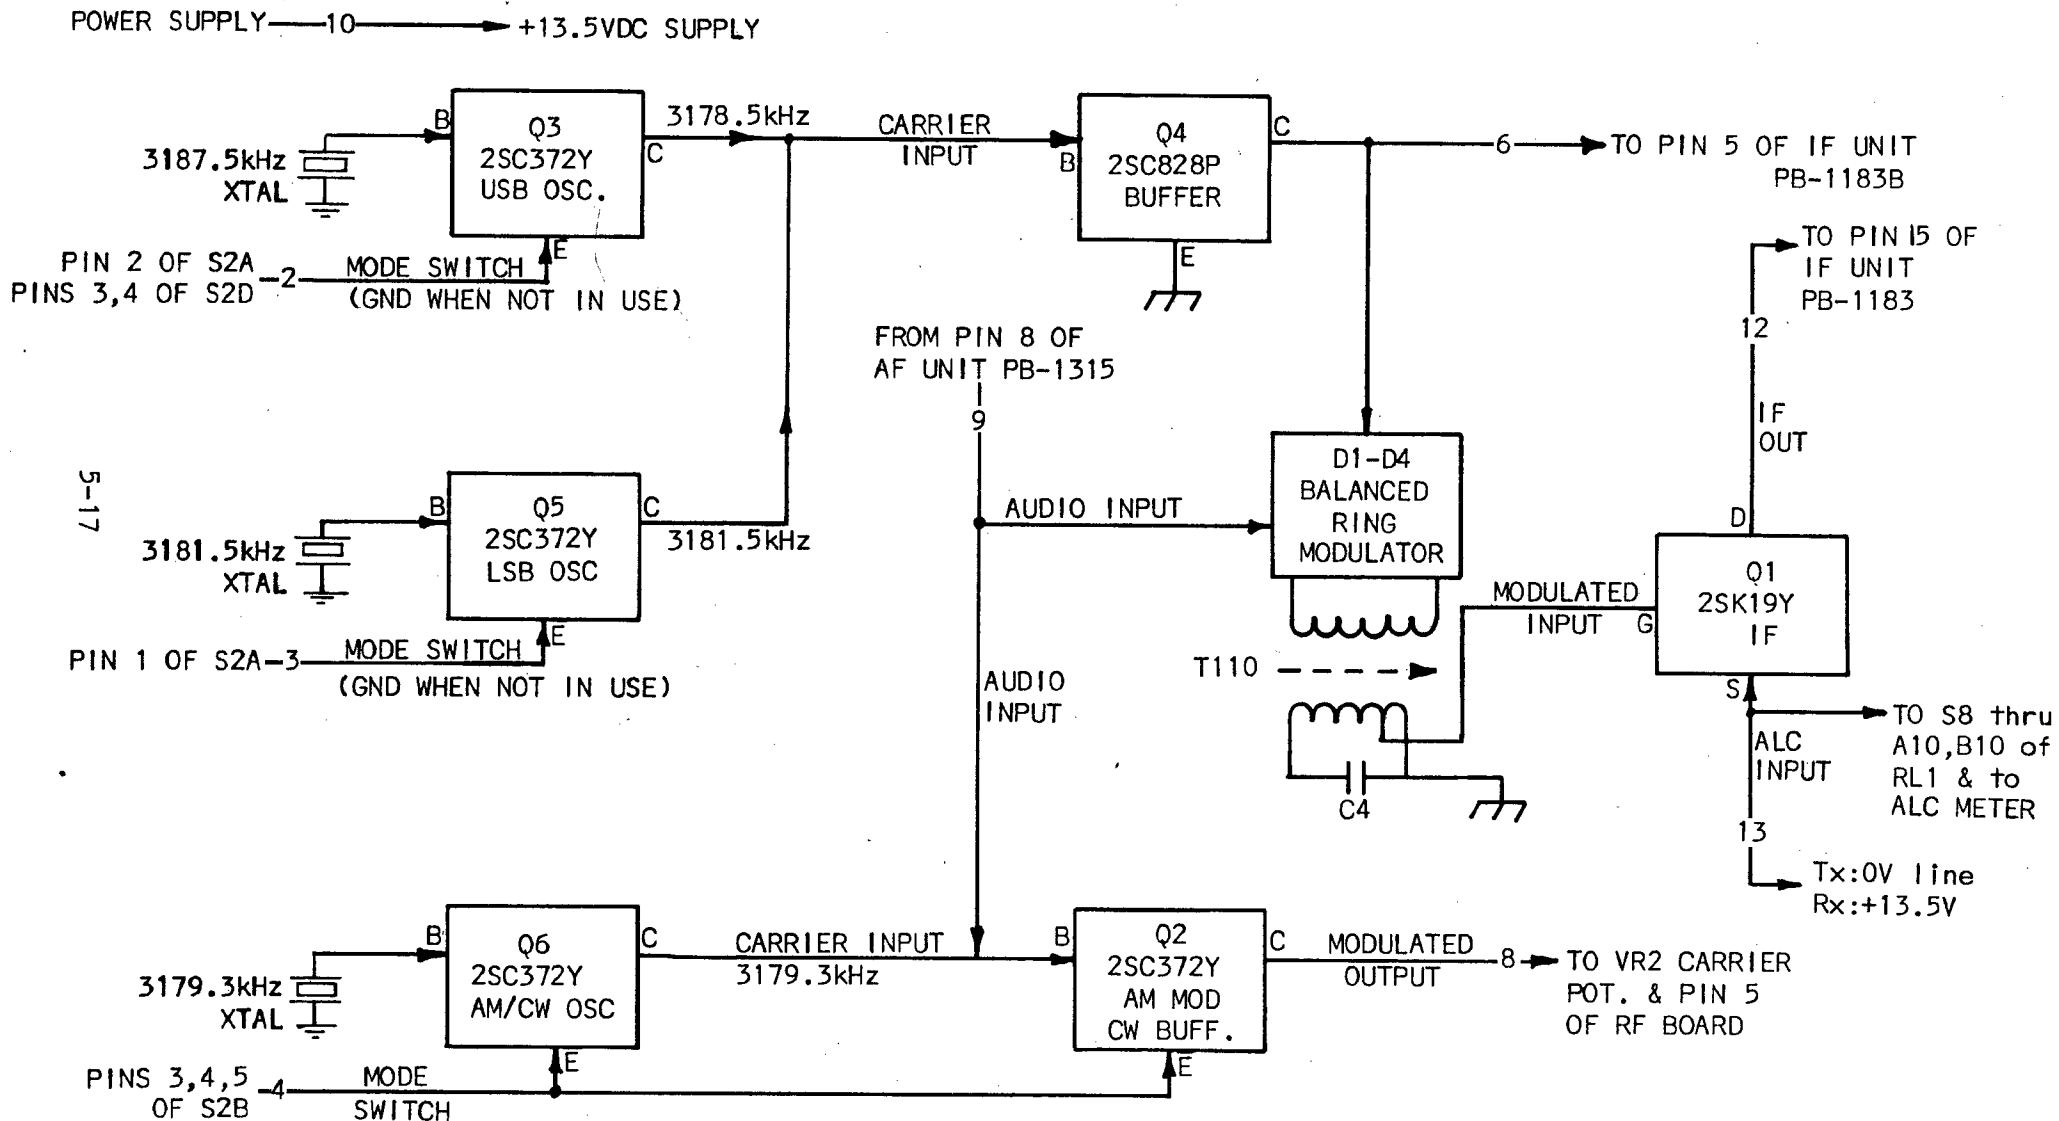 POWER SUPPLY 10 +13.5VDC SUPPLY
B
Q3
2SC372Y
USB OSC.
C
E
3178.5kHz
3187.5kHz
XTAL
PIN 2 OF S2A
PINS 3,4 OF S2D
2
MODE SWITCH
(GND WHEN NOT IN USE)
CARRIER
INPUT
B
Q4
2SC828P
BUFFER
C
E
6
TO PIN 5 OF IF UNIT
PB-1183B
TO PIN 15 OF
IF UNIT
PB-1183
12
IF
OUT
FROM PIN 8 OF
AF UNIT PB-1315
9
5-17
B
Q5
2SC372Y
LSB OSC
C
E
3181.5kHz
3181.5kHz
XTAL
PIN 1 OF S2A
3
MODE SWITCH
(GND WHEN NOT IN USE)
AUDIO INPUT
D1-D4
BALANCED
RING
MODULATOR
AUDIO
INPUT
T110
C4
MODULATED
INPUT
D
G
Q1
2SK19Y
IF
S
TO S8 thru
A10,B10 of
RL1 & to
ALC METER
ALC
INPUT
13
Tx:0V line
Rx:+13.5V
B
Q6
2SC372Y
AM/CW OSC
C
E
3179.3kHz
XTAL
PINS 3,4,5
OF S2B
4
MODE
SWITCH
CARRIER INPUT
3179.3kHz
B
Q2
2SC372Y
AM MOD
CW BUFF.
C
E
MODULATED
OUTPUT
8
TO VR2 CARRIER
POT. & PIN 5
OF RF BOARD